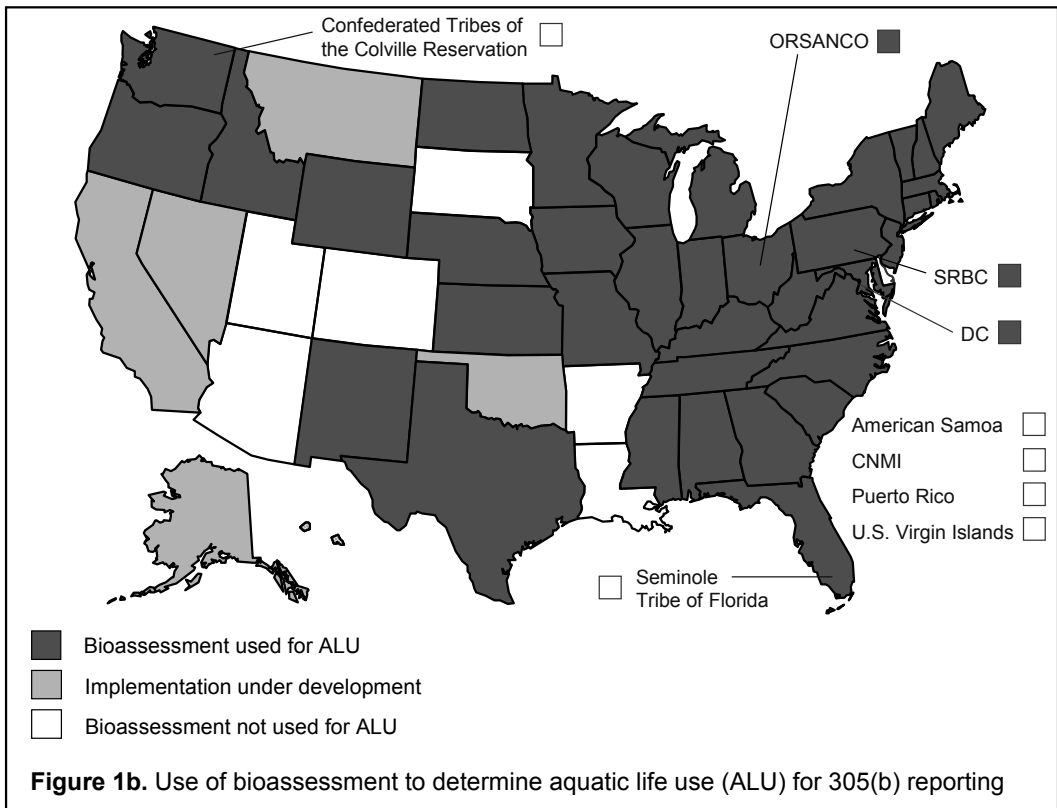 Confederated Tribes of
the Colville Reservation
ORSANCO
SRBC
DC
American Samoa
CNMI
Puerto Rico
U.S. Virgin Islands
Seminole
Tribe of Florida
Bioassessment used for ALU
Implementation under development
Bioassessment not used for ALU
Figure 1b. Use of bioassessment to determine aquatic life use (ALU) for 305(b) reporting